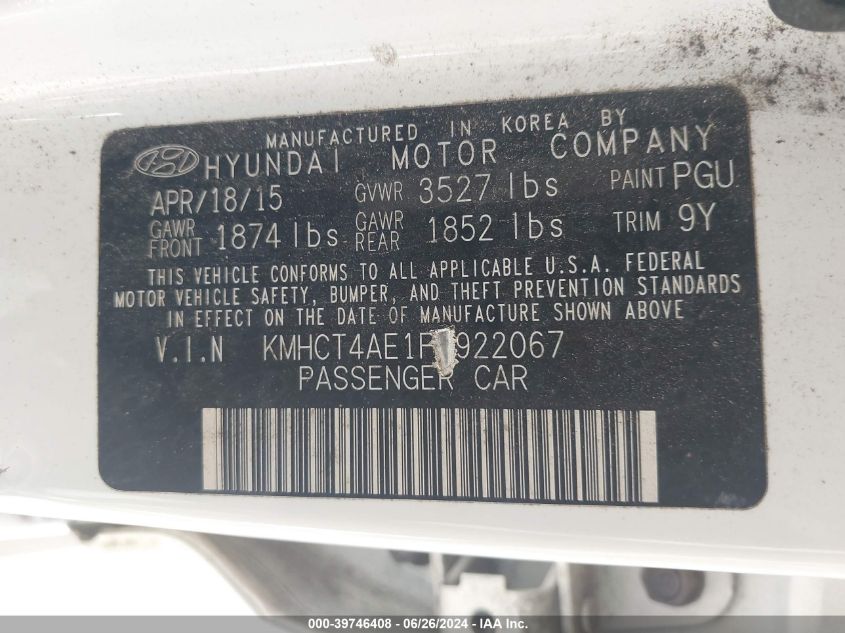 MANUFACTURED IN KOREA BY
HYUNDAI MOTOR COMPANY
APR/18/15 GVWR 3527 lbs PAINT PGU
GAWR FRONT 1874 lbs GAWR REAR 1852 lbs TRIM 9Y
THIS VEHICLE CONFORMS TO ALL APPLICABLE U.S.A. FEDERAL
MOTOR VEHICLE SAFETY, BUMPER, AND THEFT PREVENTION STANDARDS
IN EFFECT ON THE DATE OF MANUFACTURE SHOWN ABOVE
V.I.N
PASSENGER CAR
000-39746408 - 06/26/2024 - IAA Inc.